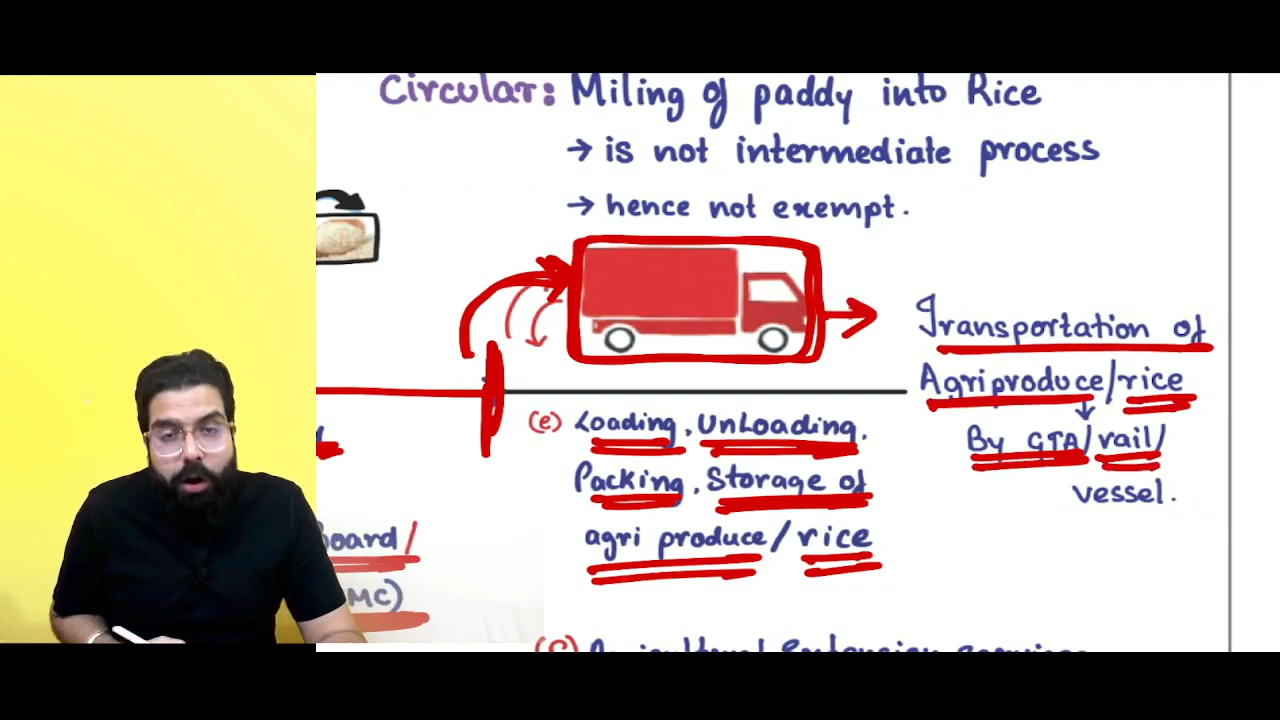 Circular: Miling of paddy into Rice
→ is not intermediate process
→ hence not exempt.
Transportation of
Agriproduce/rice
By GTA/rail/
vessel.
(e) Loading, UnLoading,
Packing, Storage of
agri produce/rice
Board/
MC)